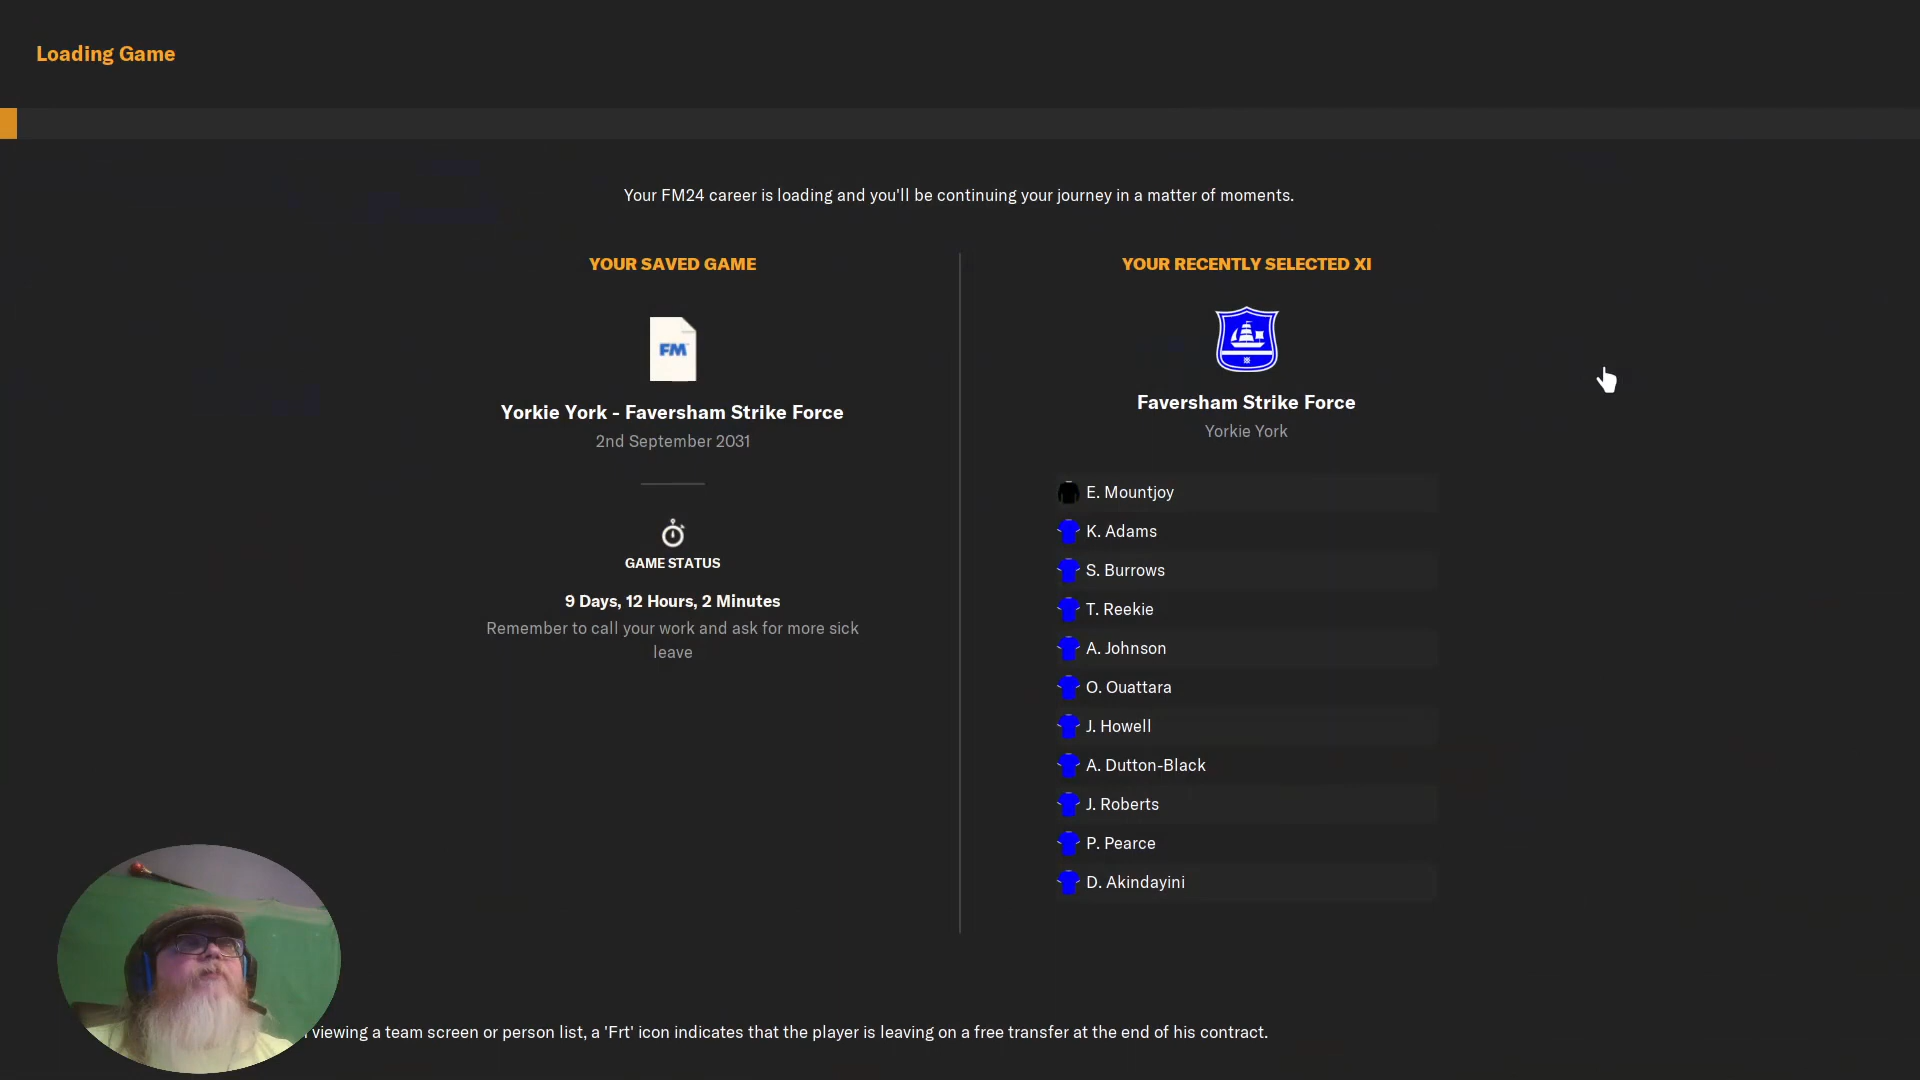 Loading Game
Your FM24 career is loading and you'll be continuing your journey in a matter of moments.
YOUR SAVED GAME
FM
Yorkie York - Faversham Strike Force
2nd September 2031
GAME STATUS
9 Days, 12 Hours, 2 Minutes
Remember to call your work and ask for more sick
leave
YOUR RECENTLY SELECTED XI
Faversham Strike Force
Yorkie York
E. Mountjoy
K. Adams
S. Burrows
T. Reekie
A. Johnson
O. Ouattara
J. Howell
A. Dutton-Black
J. Roberts
P. Pearce
D. Akindayini
viewing a team screen or person list, a 'Frt' icon indicates that the player is leaving on a free transfer at the end of his contract.